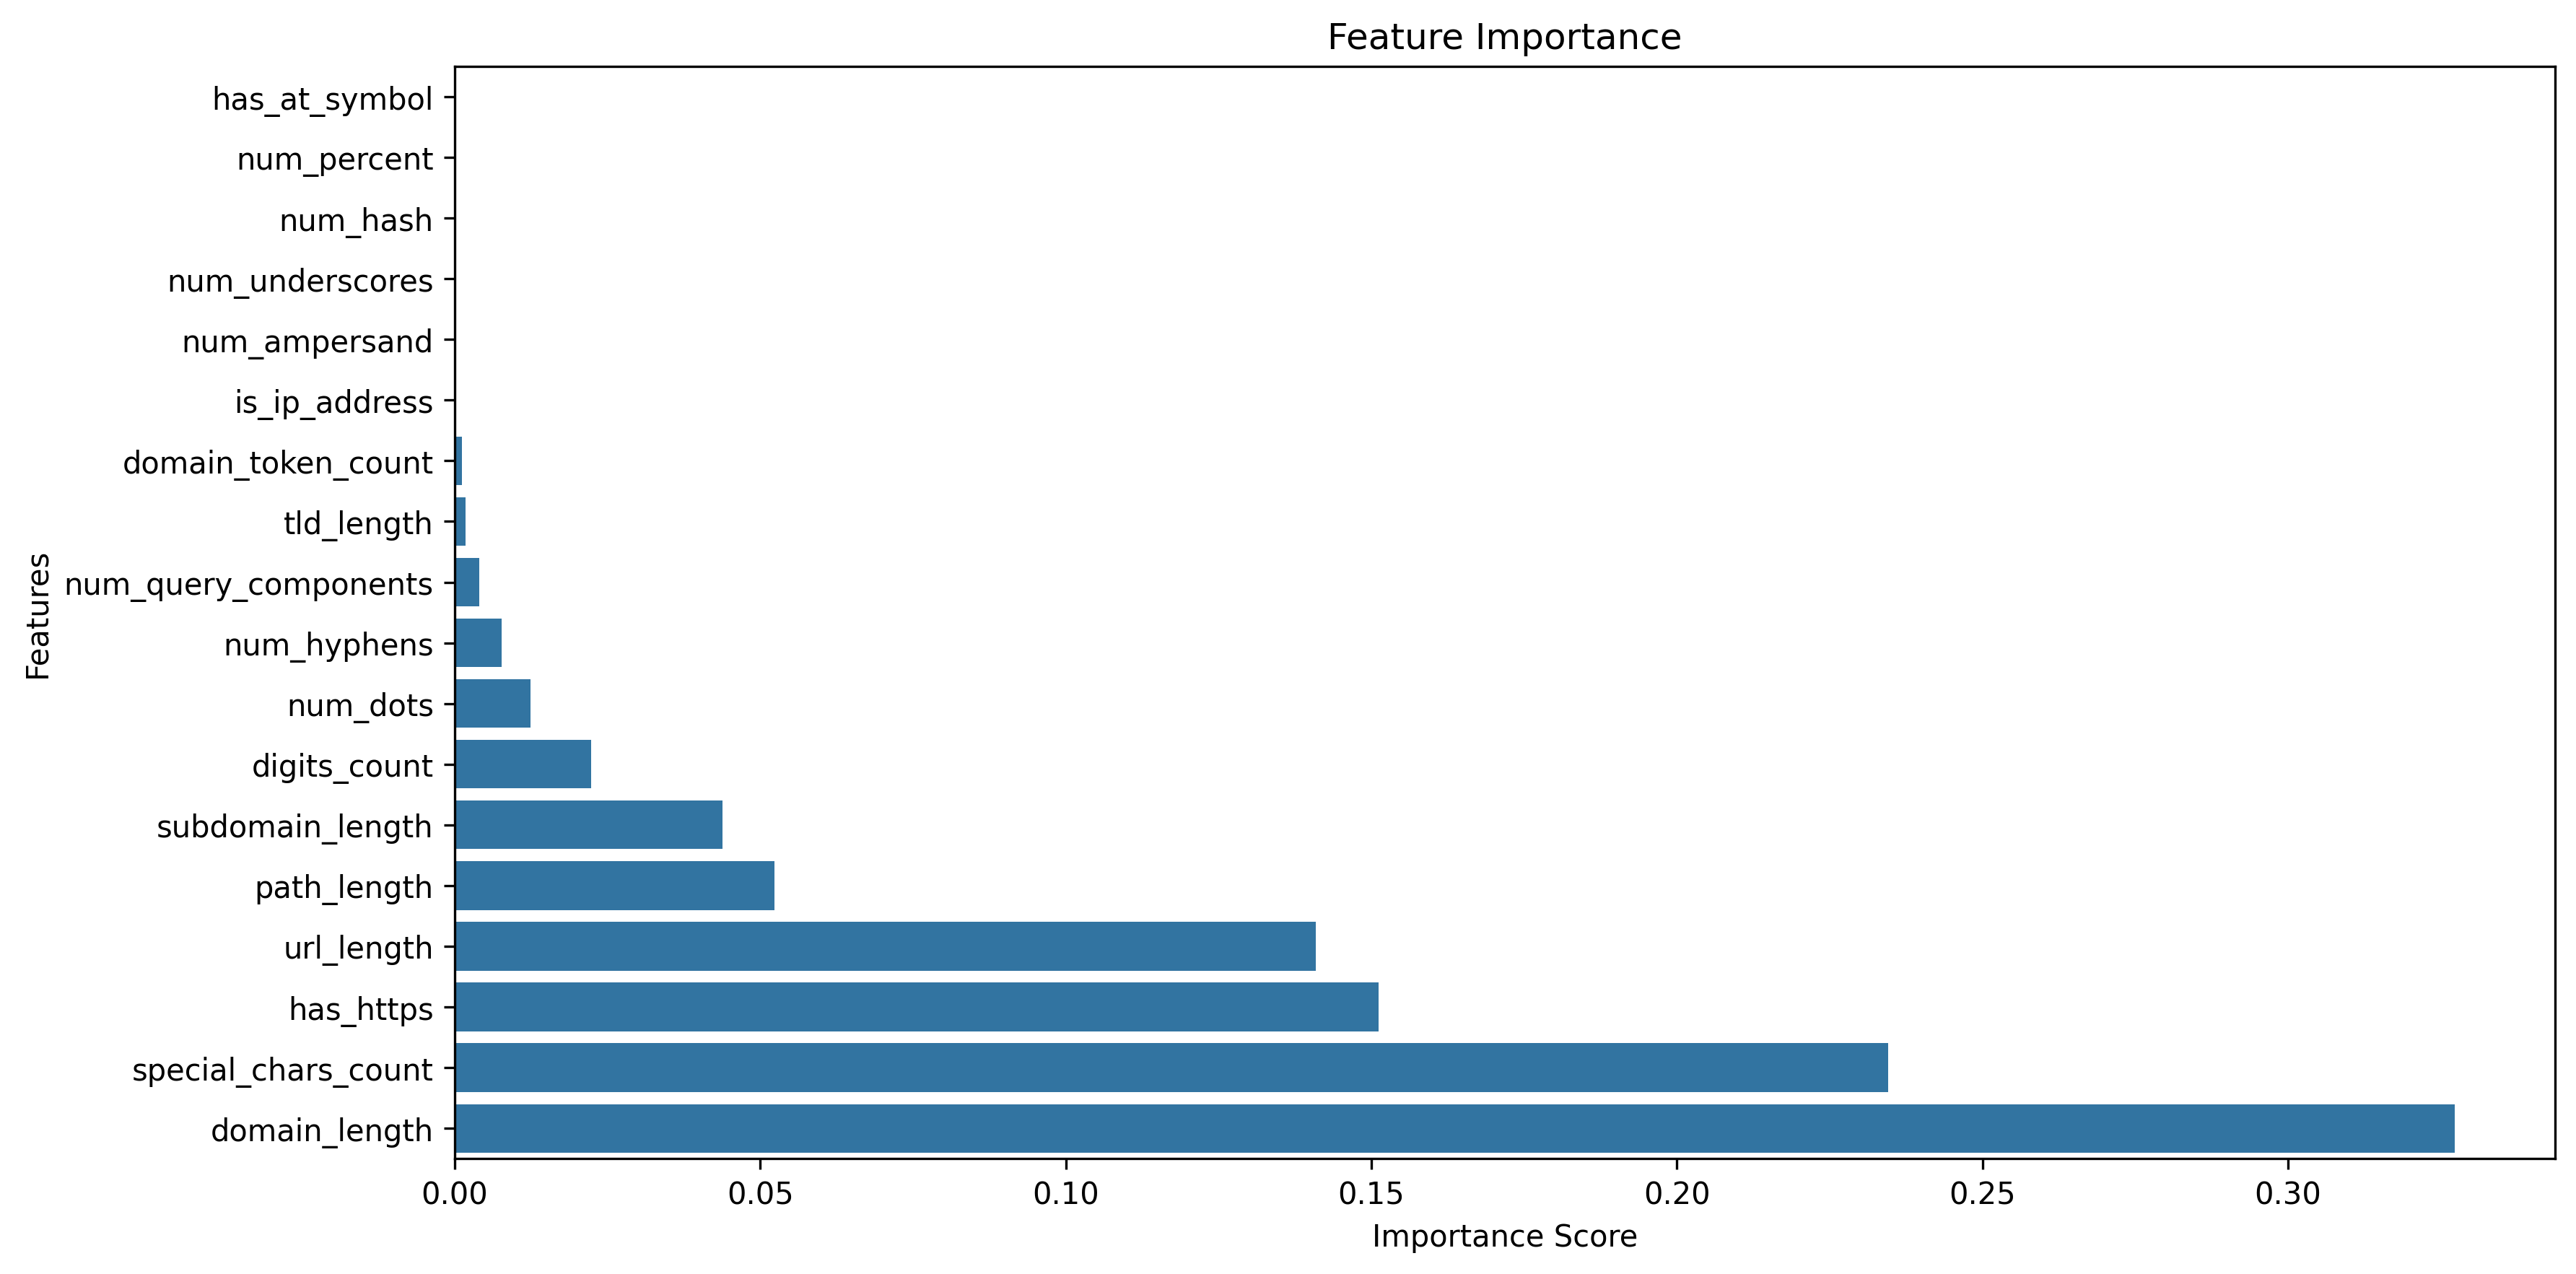 Feature Importance
has_at_symbol
num_percent
num_hash
num_underscores
num_ampersand
is_ip_address
domain_token_count
tld_length
num_query_components
num_hyphens
num_dots
digits_count
subdomain_length
path_length
url_length
has_https
special_chars_count
domain_length
Features
0.00 0.05 0.10 0.15 0.20 0.25 0.30
Importance Score